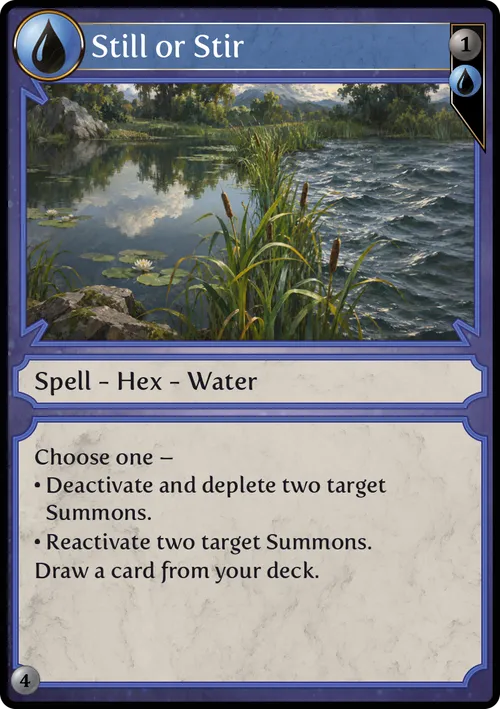 Still or Stir
1
Spell - Hex - Water
Choose one –
• Deactivate and deplete two target
Summons.
• Reactivate two target Summons.
Draw a card from your deck.
4